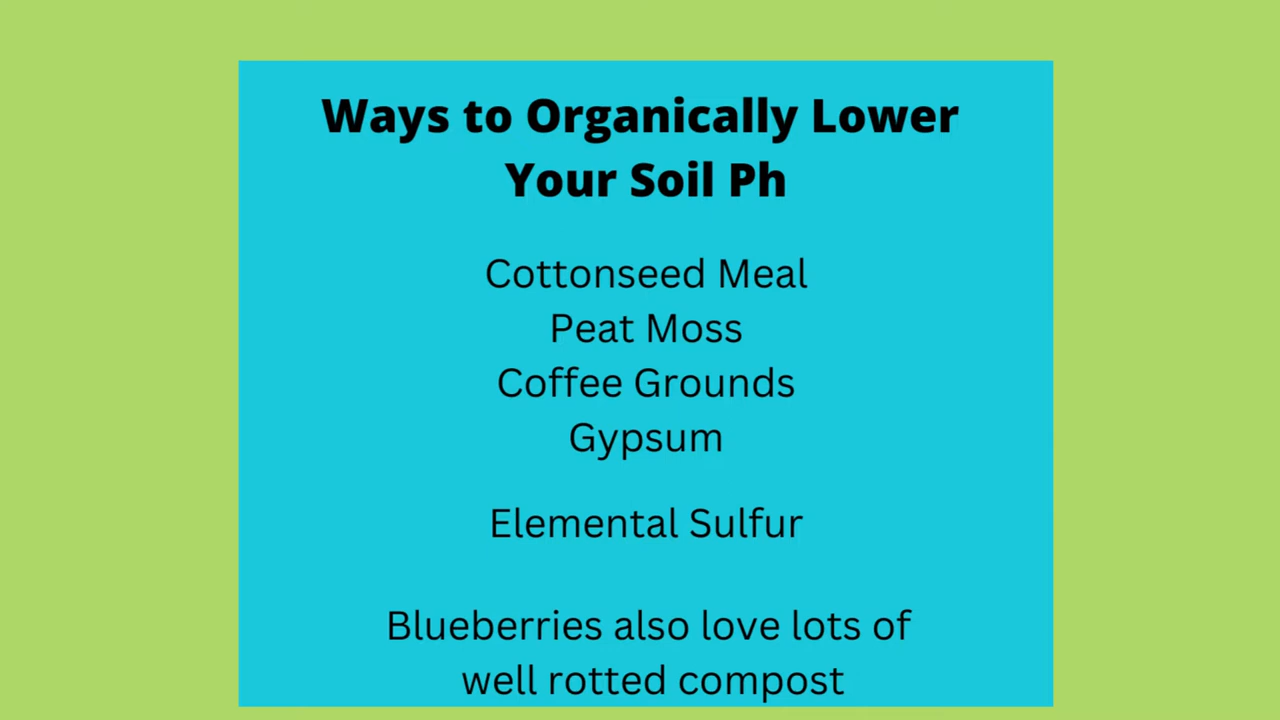 Ways to Organically Lower
Your Soil Ph
Cottonseed Meal
Peat Moss
Coffee Grounds
Gypsum
Elemental Sulfur
Blueberries also love lots of
well rotted compost